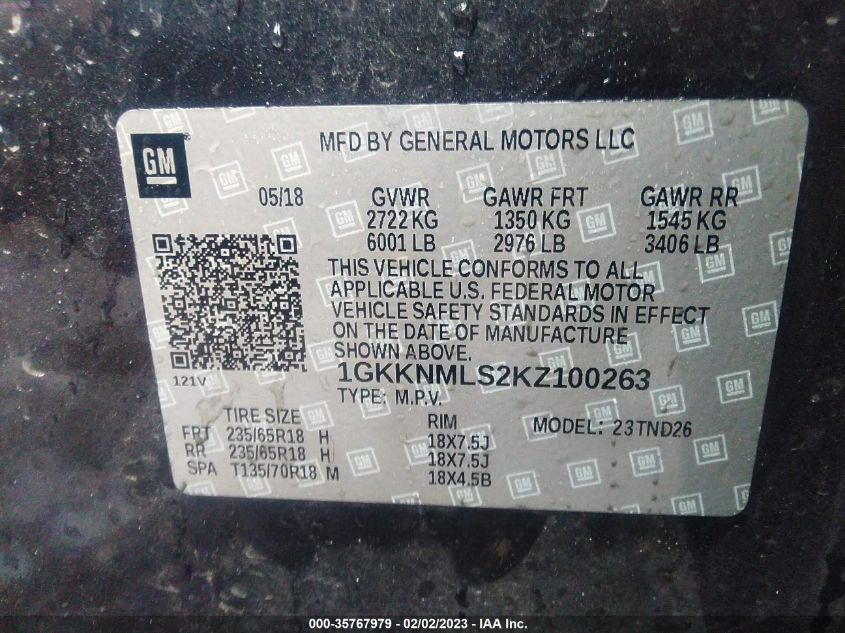 GM
MFD BY GENERAL MOTORS LLC
05/18 GVWR GAWR FRT GAWR RR
2722 KG 1350 KG 1545 KG
6001 LB 2976 LB 3406 LB
THIS VEHICLE CONFORMS TO ALL
APPLICABLE U.S. FEDERAL MOTOR
VEHICLE SAFETY STANDARDS IN EFFECT
ON THE DATE OF MANUFACTURE
SHOWN ABOVE.
121V
1GKKNMLS2KZ100263
TYPE: M.P.V.
TIRE SIZE RIM MODEL: 23TND26
FRT 235/65R18 H 18X7.5J
RR 235/65R18 H 18X7.5J
SPA T135/70R18 M 18X4.5B
000-35767979 — 02/02/2023 — IAA Inc.